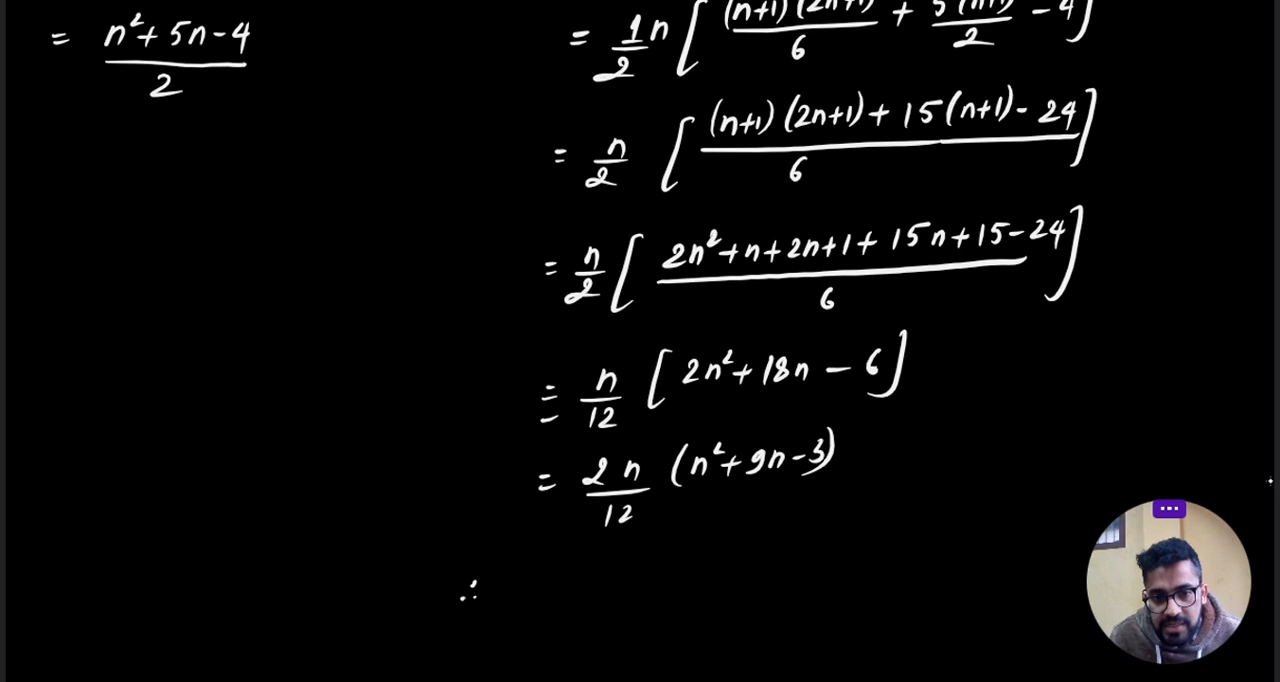 = n²+5n-4 / 2
= 1/2 n [ (n+1)(2n+1)/6 + 5(n+1)/2 - 4 ]
= n/2 [ (n+1)(2n+1) + 15(n+1) - 24 / 6 ]
= n/2 [ 2n²+n+2n+1+15n+15-24 / 6 ]
= n/12 [ 2n²+18n - 6 ]
= 2n/12 (n²+9n-3)
∴